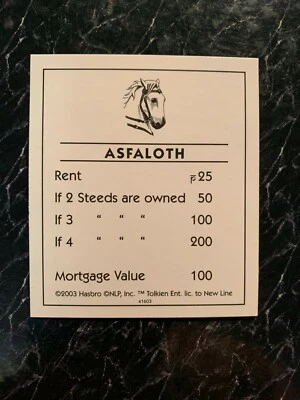 ASFALOTH
Rent ₱25
If 2 Steeds are owned 50
If 3 " " " 100
If 4 " " " 200
Mortgage Value 100
©2003 Hasbro ©NLP, inc. ™ Tolkien Ent. lic. to New Line
41603